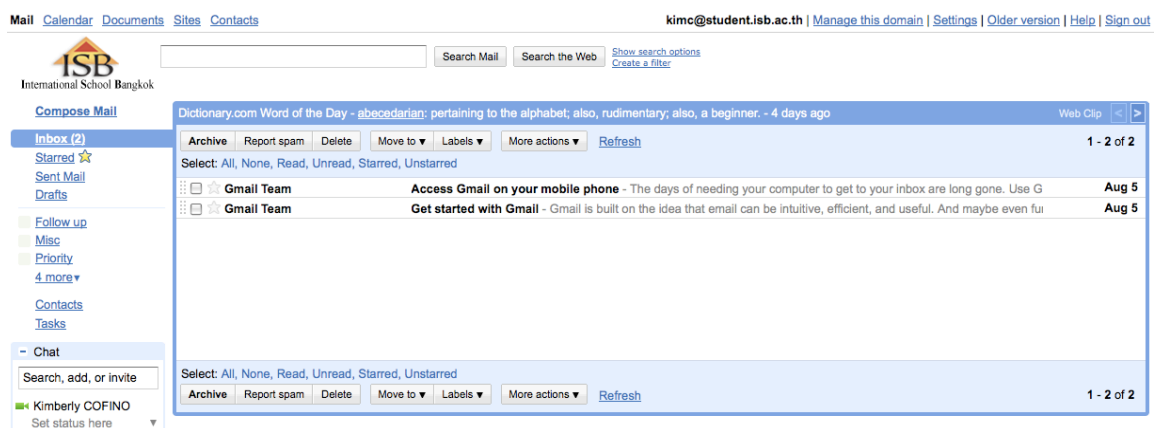 Mail Calendar Documents Sites Contacts
kimc@student.isb.ac.th | Manage this domain | Settings | Older version | Help | Sign out
ISB
International School Bangkok
Search Mail Search the Web Show search options
Create a filter
Compose Mail
Inbox (2)
Starred
Sent Mail
Drafts
Follow up
Misc
Priority
4 more▾
Contacts
Tasks
− Chat
Search, add, or invite
Kimberly COFINO
Set status here ▼
Dictionary.com Word of the Day - abecedarian: pertaining to the alphabet; also, rudimentary; also, a beginner. - 4 days ago Web Clip < >
Archive Report spam Delete Move to ▼ Labels ▼ More actions ▼ Refresh 1 - 2 of 2
Select: All, None, Read, Unread, Starred, Unstarred
Gmail Team Access Gmail on your mobile phone - The days of needing your computer to get to your inbox are long gone. Use G Aug 5
Gmail Team Get started with Gmail - Gmail is built on the idea that email can be intuitive, efficient, and useful. And maybe even fu Aug 5
Select: All, None, Read, Unread, Starred, Unstarred
Archive Report spam Delete Move to ▼ Labels ▼ More actions ▼ Refresh 1 - 2 of 2